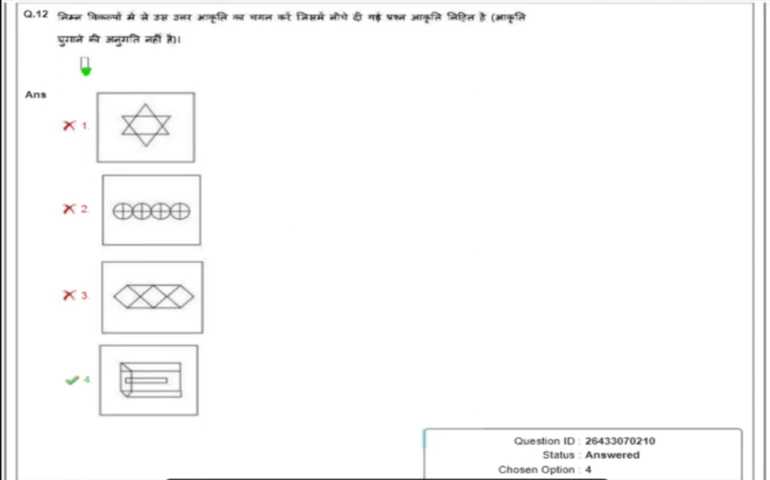 Q.12 निम्न विकल्पों में से उस उत्तर आकृति का चयन करें जिसमें नीचे दी गई प्रश्न आकृति निहित है (आकृति
घुमाने की अनुमति नहीं है)।
Ans
1.
2.
3.
4.
Question ID : 26433070210
Status : Answered
Chosen Option : 4